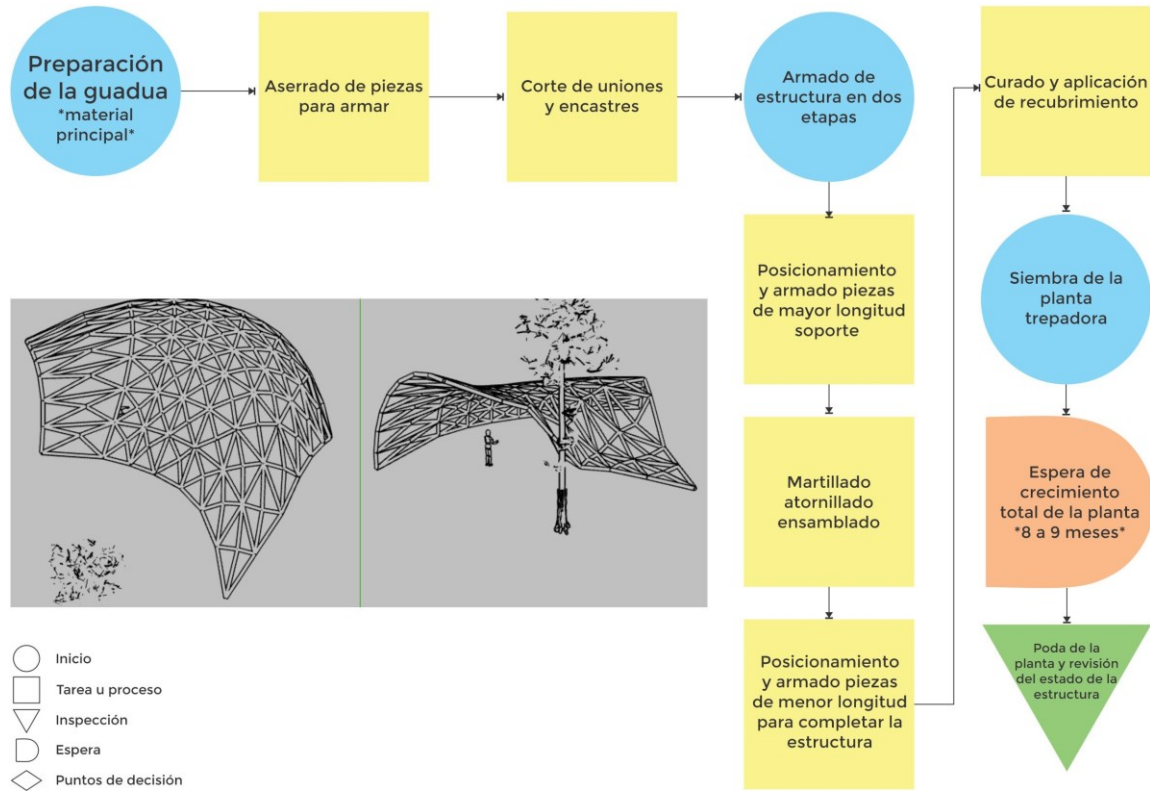 Preparación
de la guadua
*material
principal*
Aserrado de piezas
para armar
Corte de uniones
y encastres
Armado de
estructura en dos
etapas
Posicionamiento
y armado piezas
de mayor longitud
soporte
Martillado
atornillado
ensamblado
Posicionamiento
y armado piezas
de menor longitud
para completar la
estructura
Curado y aplicación
de recubrimiento
Siembra de la
planta
trepadora
Espera de
crecimiento
total de la planta
*8 a 9 meses*
Poda de la
planta y revisión
del estado de la
estructura
Inicio
Tarea u proceso
Inspección
Espera
Puntos de decisión